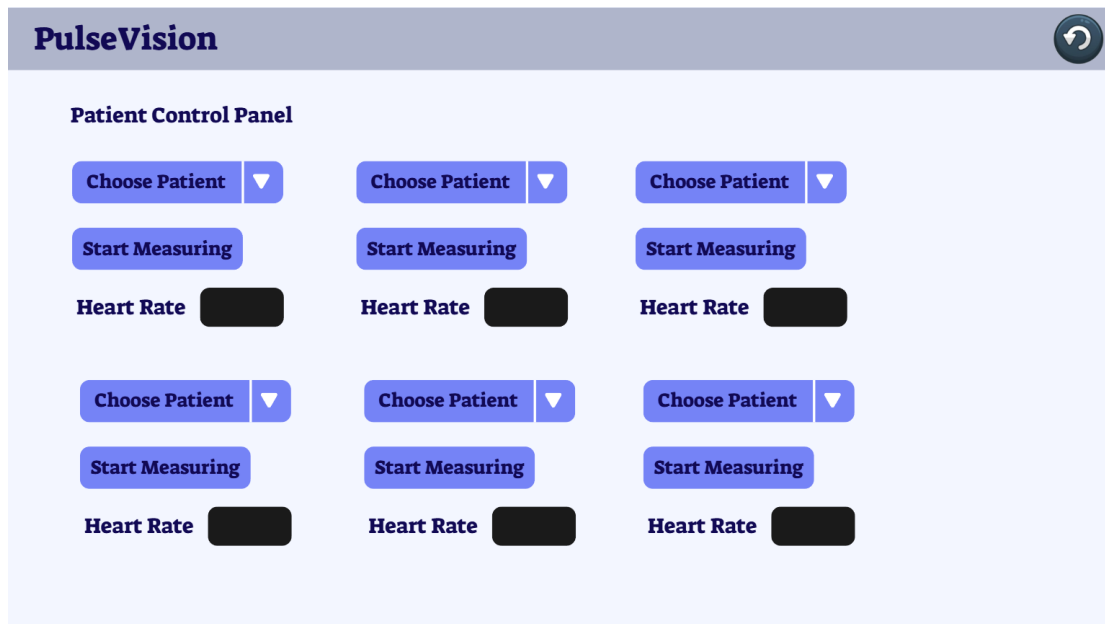 PulseVision
Patient Control Panel
Choose Patient Choose Patient Choose Patient
Start Measuring Start Measuring Start Measuring
Heart Rate Heart Rate Heart Rate
Choose Patient Choose Patient Choose Patient
Start Measuring Start Measuring Start Measuring
Heart Rate Heart Rate Heart Rate